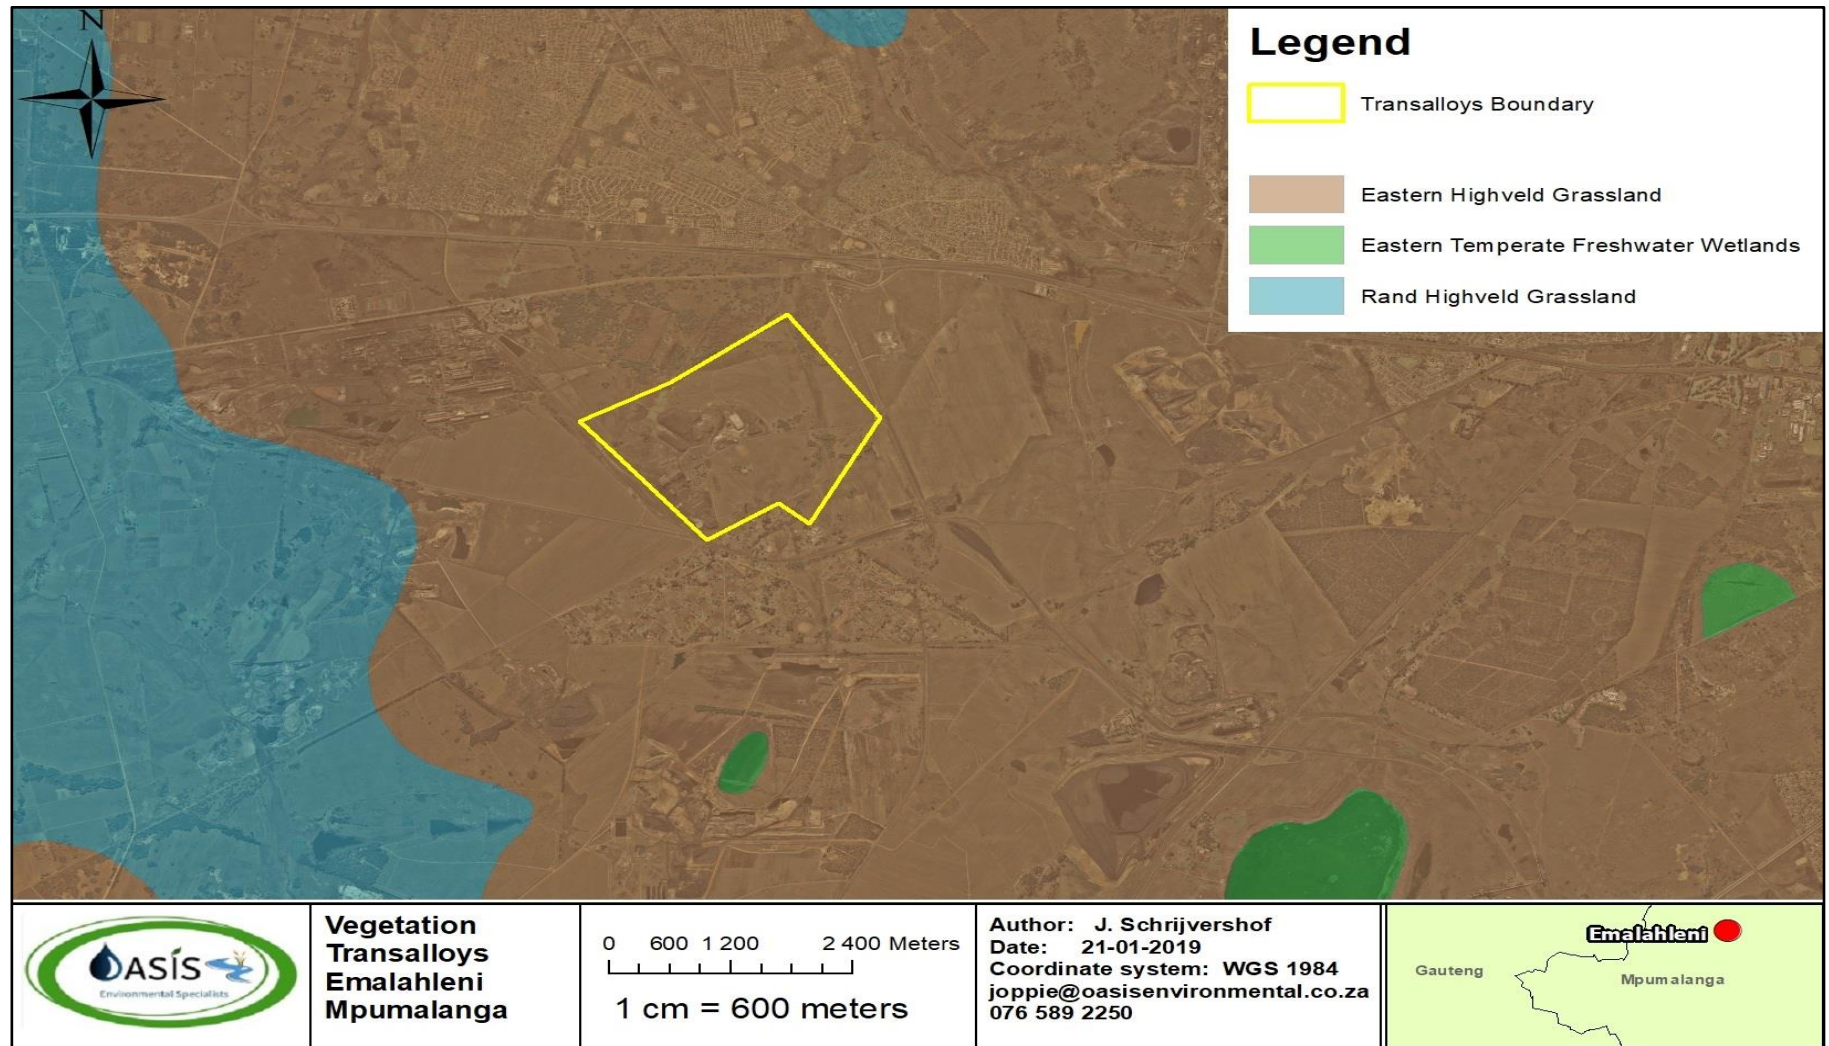 N
Legend
Transalloys Boundary
Eastern Highveld Grassland
Eastern Temperate Freshwater Wetlands
Rand Highveld Grassland
OASIS
Environmental Specialists
Vegetation
Transalloys
Emalahleni
Mpumalanga
0 600 1 200 2 400 Meters
1 cm = 600 meters
Author: J. Schrijvershof
Date: 21-01-2019
Coordinate system: WGS 1984
joppie@oasisenvironmental.co.za
076 589 2250
Emalahleni
Gauteng
Mpumalanga